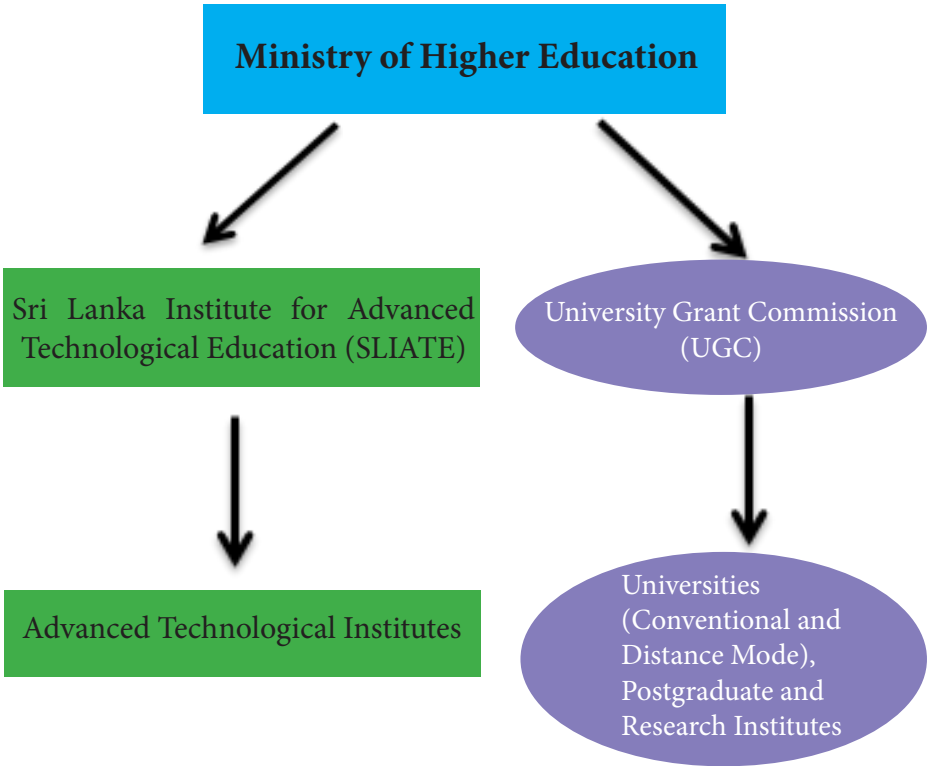 Ministry of Higher Education
Sri Lanka Institute for Advanced
Technological Education (SLIATE)
University Grant Commission
(UGC)
Advanced Technological Institutes
Universities
(Conventional and
Distance Mode),
Postgraduate and
Research Institutes